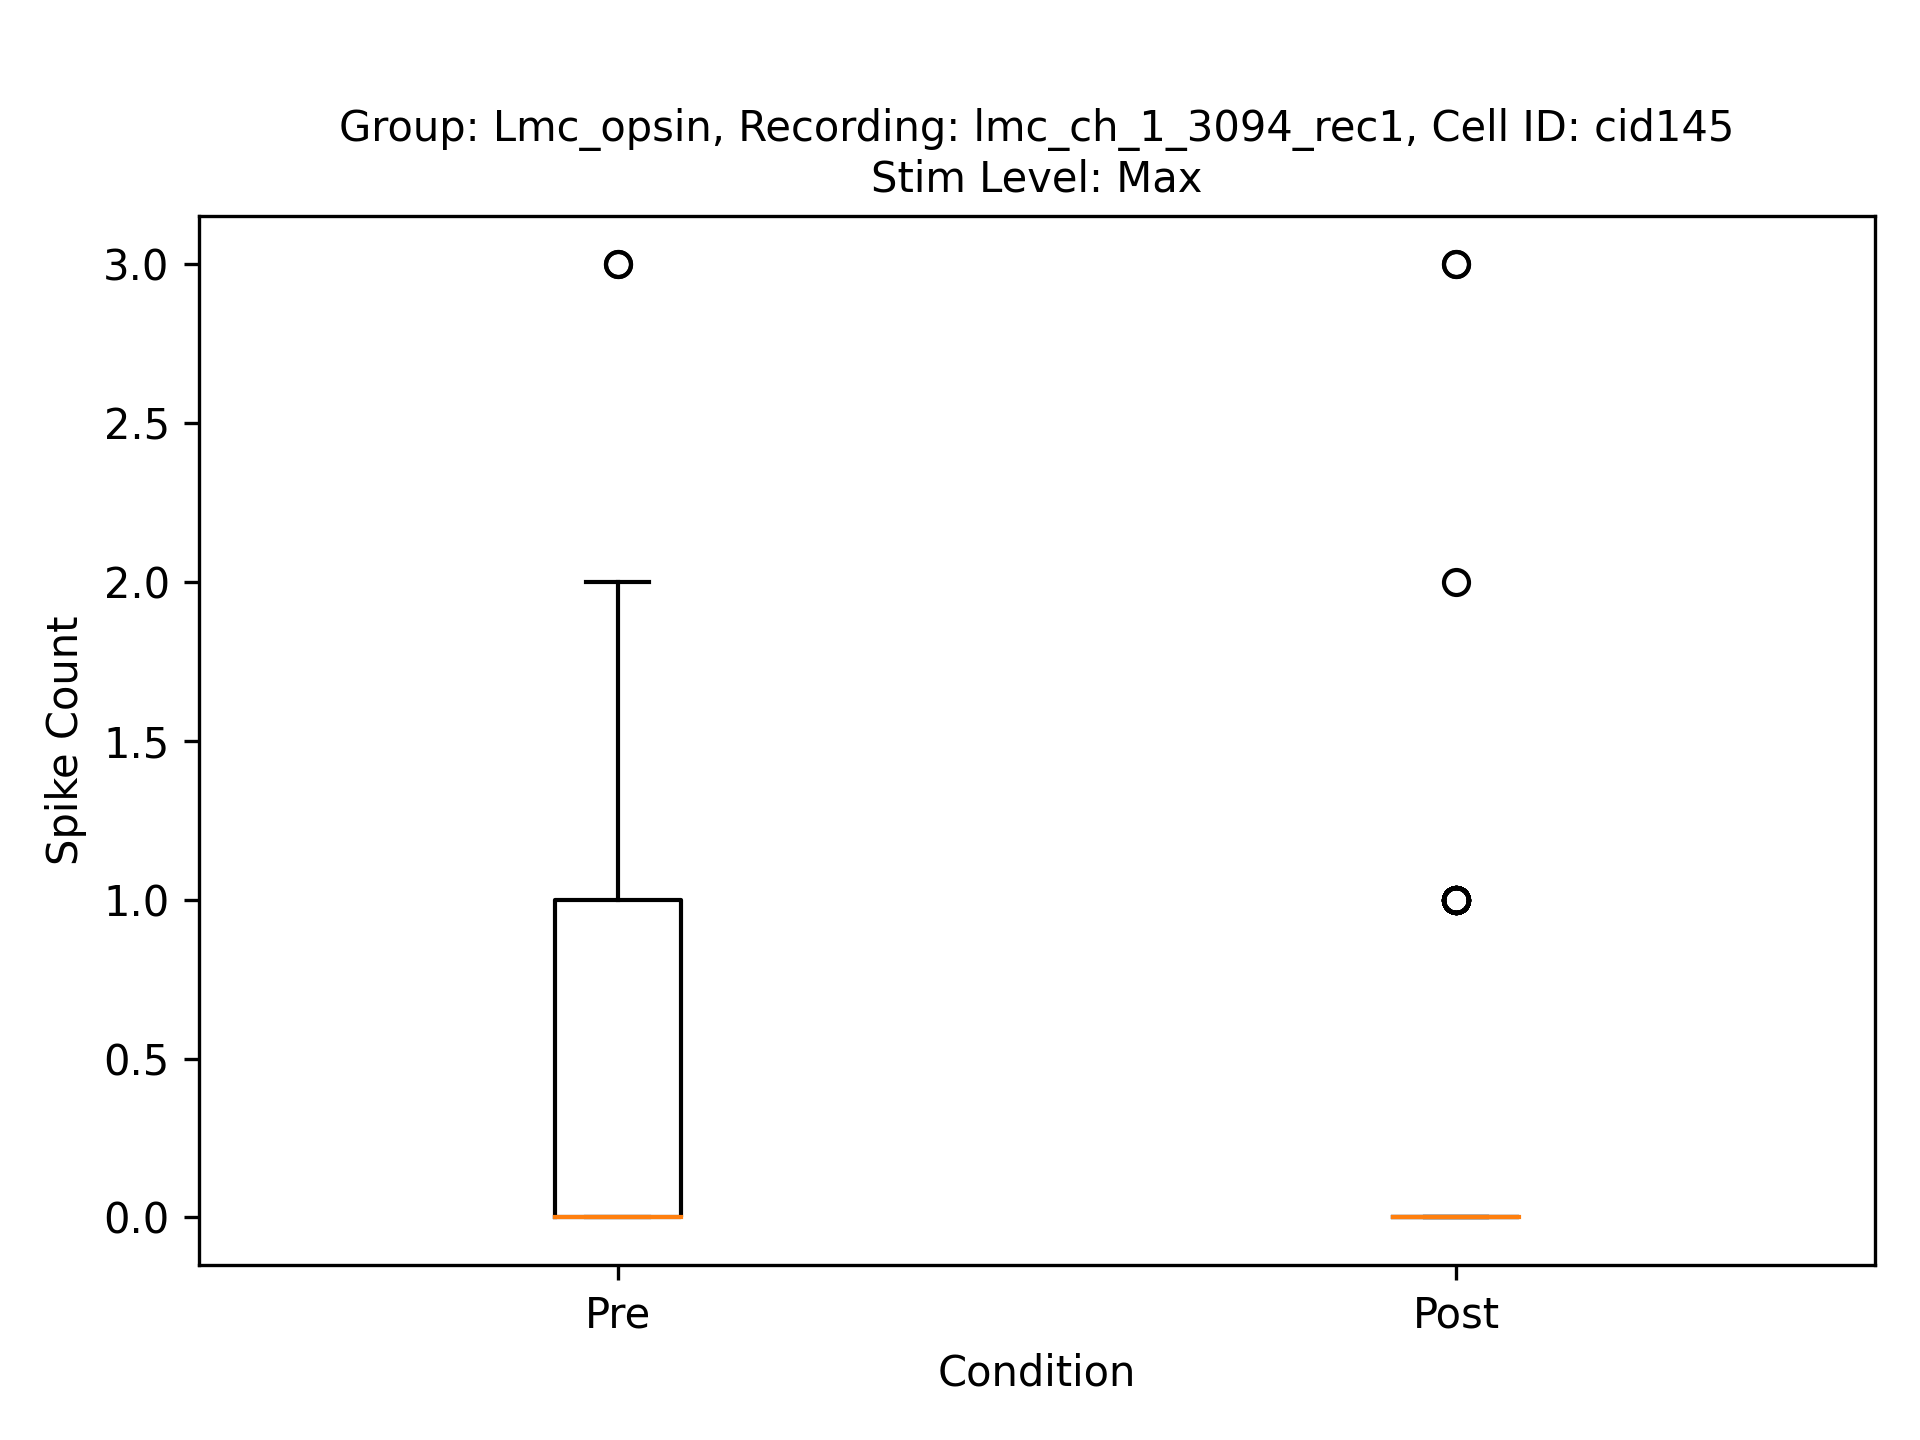 Group: Lmc_opsin, Recording: lmc_ch_1_3094_rec1, Cell ID: cid145
Stim Level: Max
3.0
2.5
2.0
1.5
1.0
0.5
0.0
Spike Count
Pre
Post
Condition